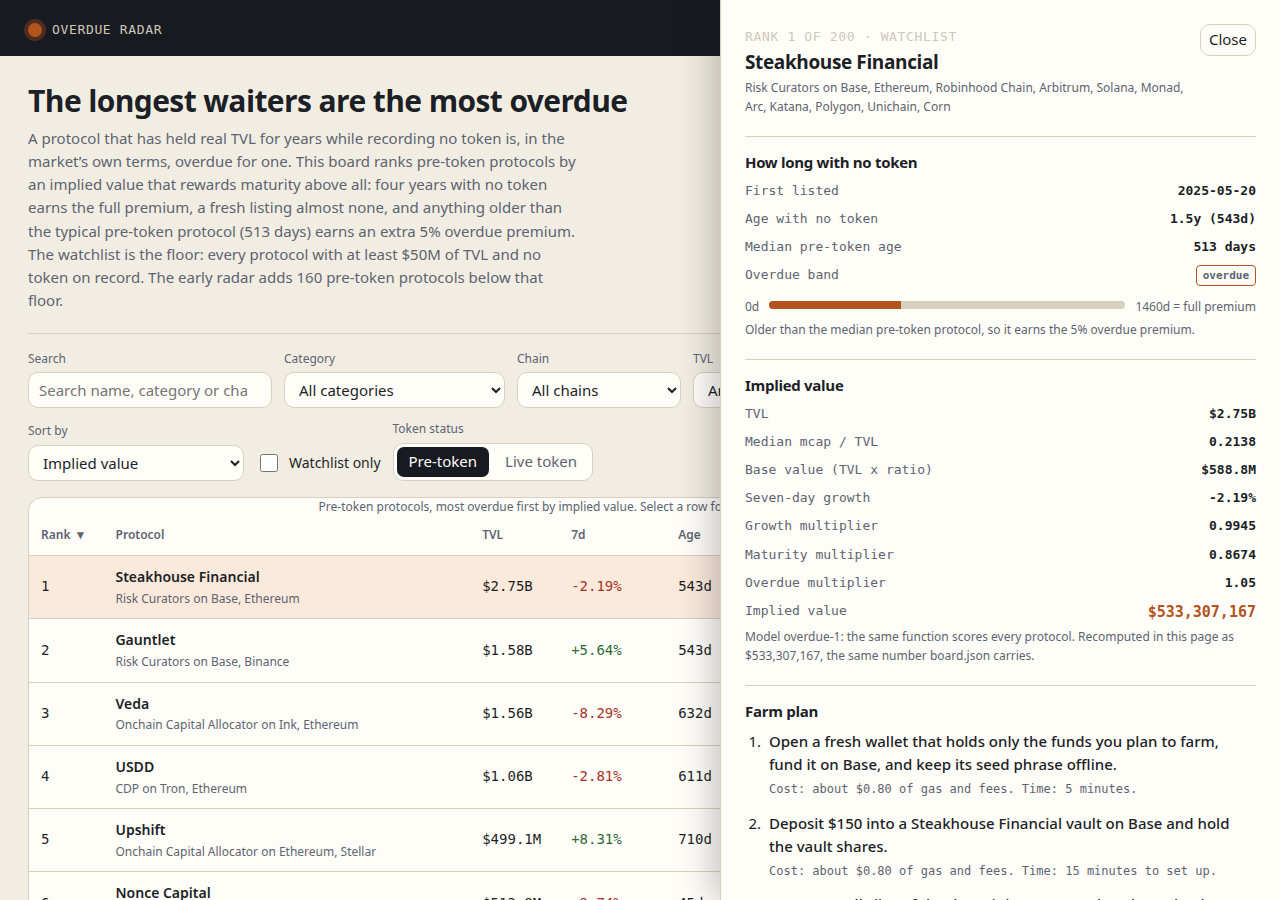 OVERDUE RADAR
The longest waiters are the most overdue
A protocol that has held real TVL for years while recording no token is, in the
market’s own terms, overdue for one. This board ranks pre-token protocols by
an implied value that rewards maturity above all: four years with no token
earns the full premium, a fresh listing almost none, and anything older than
the typical pre-token protocol (513 days) earns an extra 5% overdue premium.
The watchlist is the floor: every protocol with at least $50M of TVL and no
token on record. The early radar adds 160 pre-token protocols below that
floor.
Search Category Chain TVL
Search name, category or cha All categories All chains
Sort by Token status
Implied value Watchlist only Pre-token Live token
Pre-token protocols, most overdue first by implied value. Select a row
Rank ▼ Protocol TVL 7d Age
1 Steakhouse Financial $2.75B -2.19% 543d
Risk Curators on Base, Ethereum
2 Gauntlet $1.58B +5.64% 543d
Risk Curators on Base, Binance
3 Veda $1.56B -8.29% 632d
Onchain Capital Allocator on Ink, Ethereum
4 USDD $1.06B -2.81% 611d
CDP on Tron, Ethereum
5 Upshift $499.1M +8.31% 710d
Onchain Capital Allocator on Ethereum, Stellar
Nonce Capital
RANK 1 OF 200 · WATCHLIST
Close
Steakhouse Financial
Risk Curators on Base, Ethereum, Robinhood Chain, Arbitrum, Solana, Monad,
Arc, Katana, Polygon, Unichain, Corn
How long with no token
First listed 2025-05-20
Age with no token 1.5y (543d)
Median pre-token age 513 days
Overdue band overdue
0d 1460d = full premium
Older than the median pre-token protocol, so it earns the 5% overdue premium.
Implied value
TVL $2.75B
Median mcap / TVL 0.2138
Base value (TVL x ratio) $588.8M
Seven-day growth -2.19%
Growth multiplier 0.9945
Maturity multiplier 0.8674
Overdue multiplier 1.05
Implied value $533,307,167
Model overdue-1: the same function scores every protocol. Recomputed in this page as
$533,307,167, the same number board.json carries.
Farm plan
1. Open a fresh wallet that holds only the funds you plan to farm,
fund it on Base, and keep its seed phrase offline.
Cost: about $0.80 of gas and fees. Time: 5 minutes.
2. Deposit $150 into a Steakhouse Financial vault on Base and hold
the vault shares.
Cost: about $0.80 of gas and fees. Time: 15 minutes to set up.